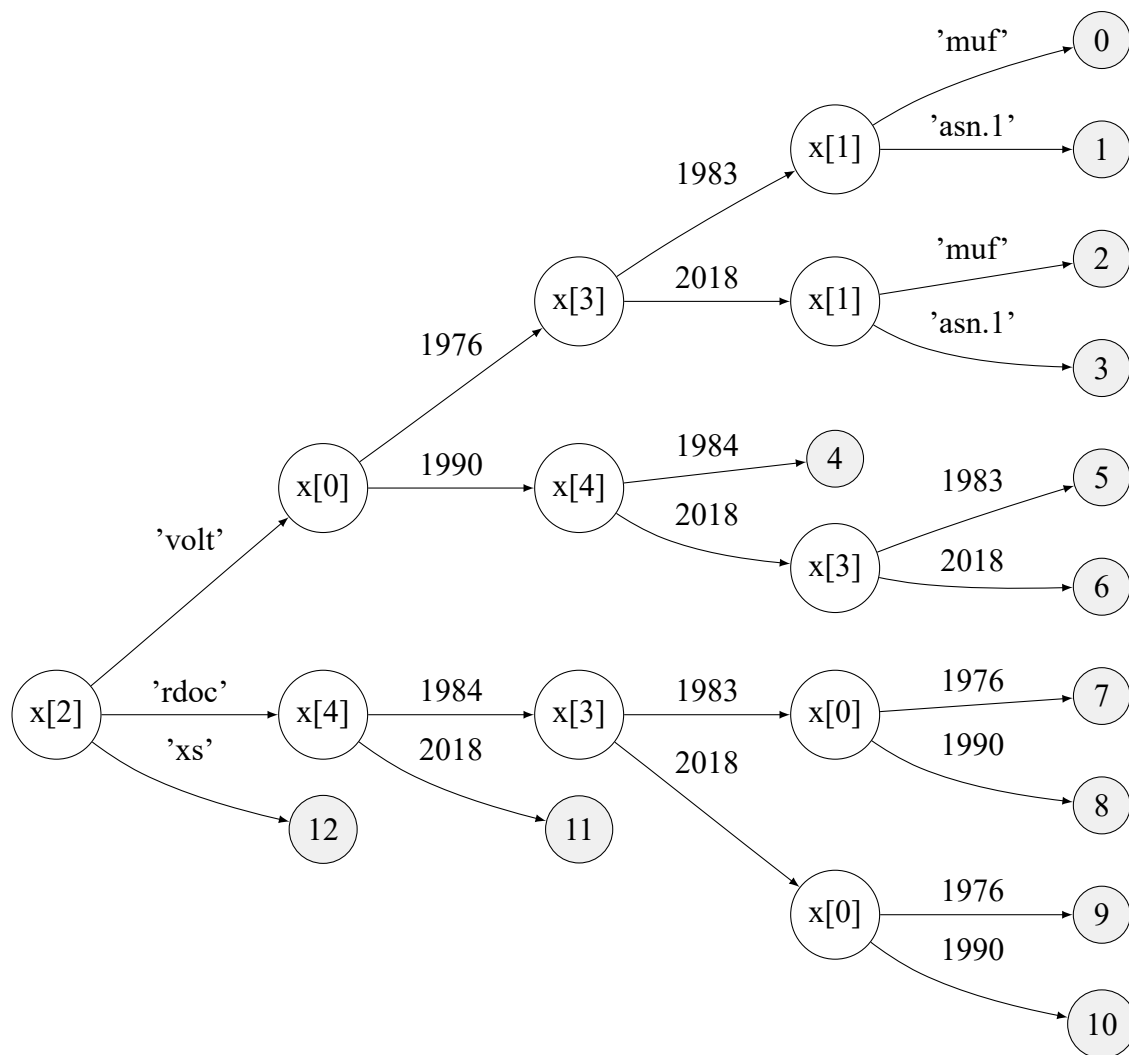 ’muf’
0
’asn.1’
x[1]
1
1983
’muf’
2
2018
x[3]
x[1]
’asn.1’
1976
3
1984
4
1983
5
1990
x[0]
x[4]
2018
x[3]
2018
6
’volt’
’rdoc’
1984
1983
1976
7
x[2]
x[4]
x[3]
x[0]
’xs’
2018
2018
1990
8
12
11
1976
x[0]
9
1990
10